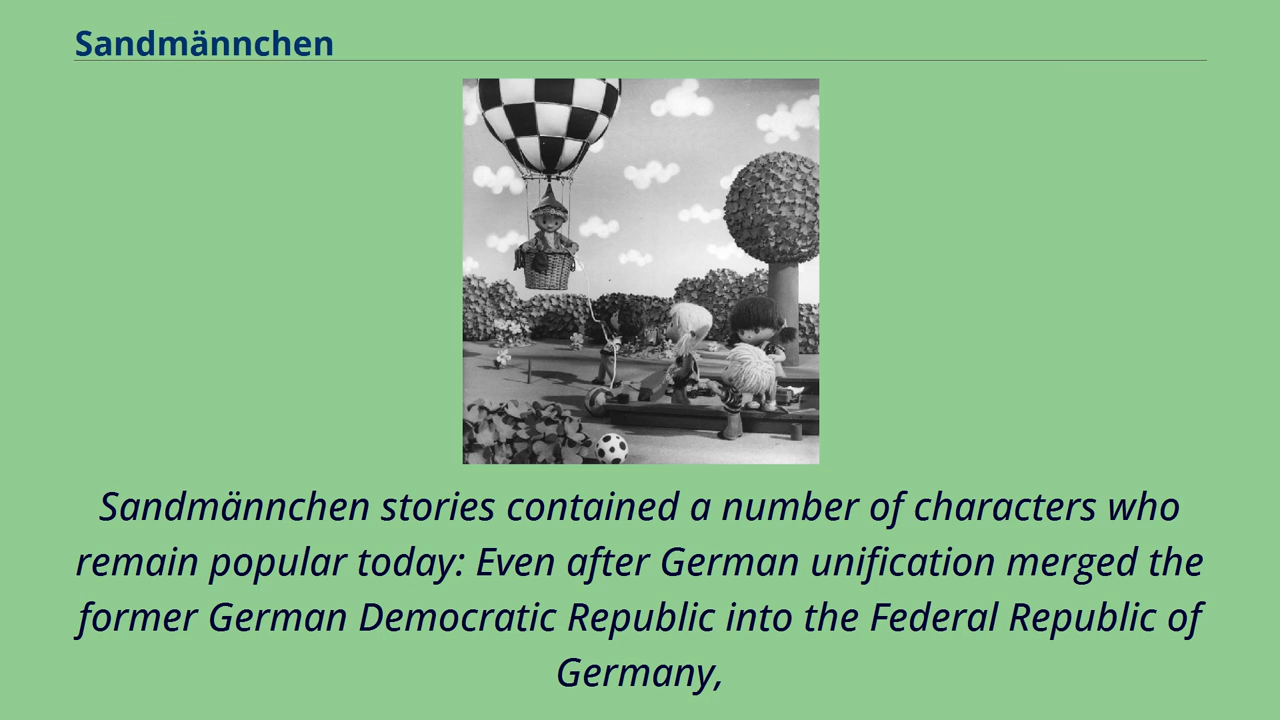 Sandmännchen
Sandmännchen stories contained a number of characters who
remain popular today: Even after German unification merged the
former German Democratic Republic into the Federal Republic of
Germany,